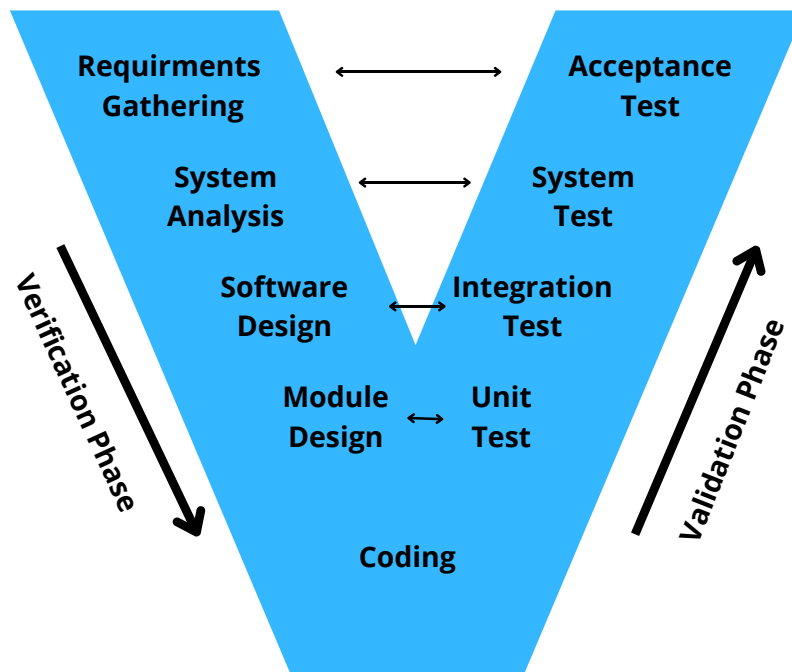 Requirments
Gathering
Acceptance
Test
System
Analysis
System
Test
Software
Design
Integration
Test
Module
Design
Unit
Test
Coding
Verification Phase
Validation Phase